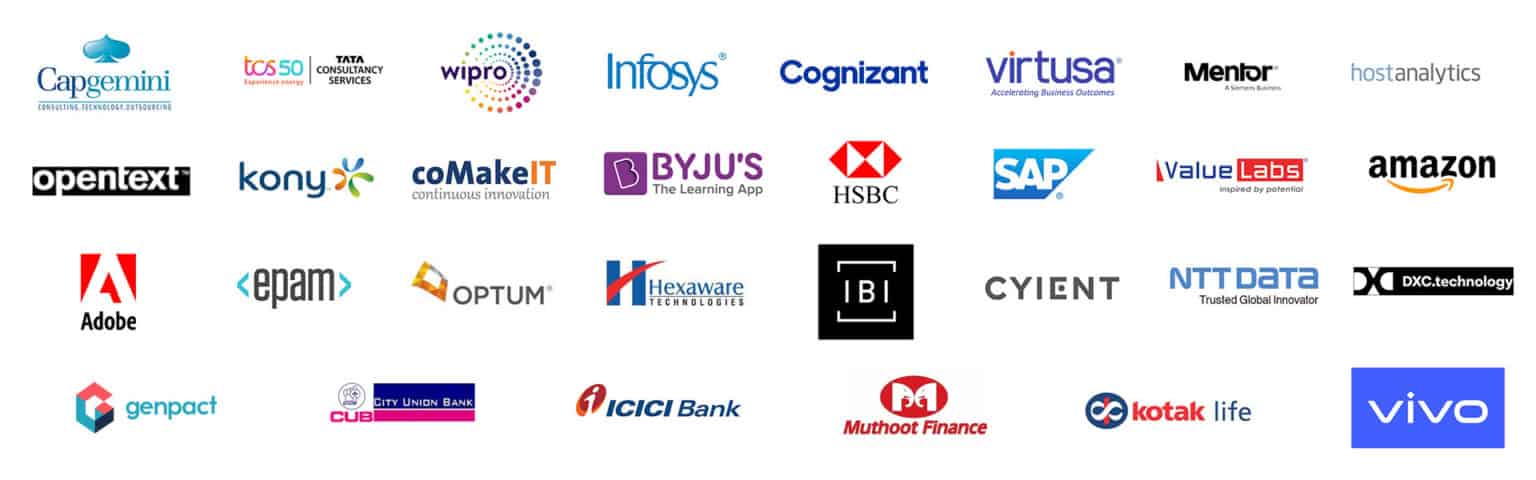 Capgemini
CONSULTING.TECHNOLOGY.OUTSOURCING
tcs 50
Experience energy
TATA
CONSULTANCY
SERVICES
wipro
Infosys®
Cognizant
virtusa®
Accelerating Business Outcomes
Mentor®
A Siemens Business
hostanalytics
opentext™
kony
coMakeIT
continuous innovation
B BYJU'S
The Learning App
HSBC
SAP®
ValueLabs®
inspired by potential
amazon
Adobe
<epam>
OPTUM®
H Hexaware
TECHNOLOGIES
IBI
CYIENT
NTT DATA
Trusted Global Innovator
DXC.technology
genpact
CUB
CITY UNION BANK
ICICI Bank
Muthoot Finance
kotak life
vivo